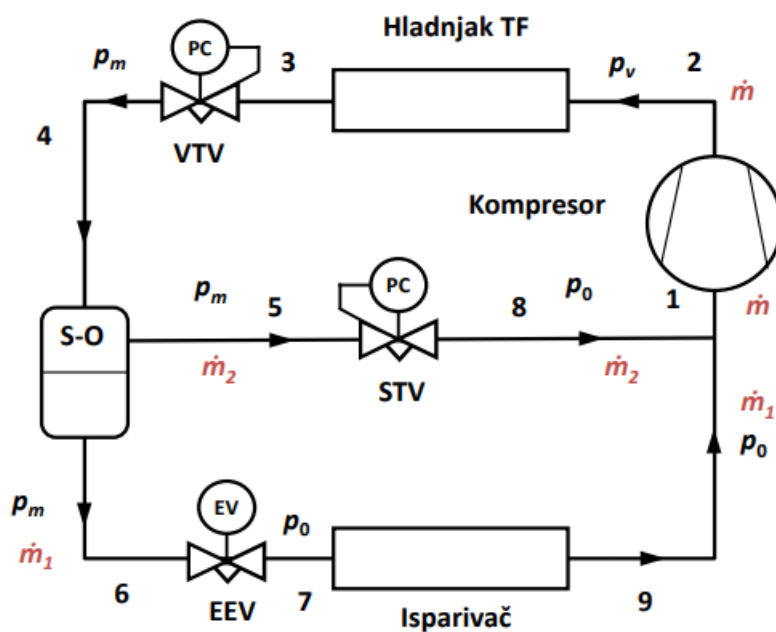 Hladnjak TF
PC
p_m
3
p_v
2
ṁ
4
VTV
Kompresor
PC
p_m
5
8
p_0
1
ṁ
S-O
ṁ_2
STV
ṁ_2
ṁ_1
p_0
p_m
EV
p_0
ṁ_1
6
EEV
7
Isparivač
9